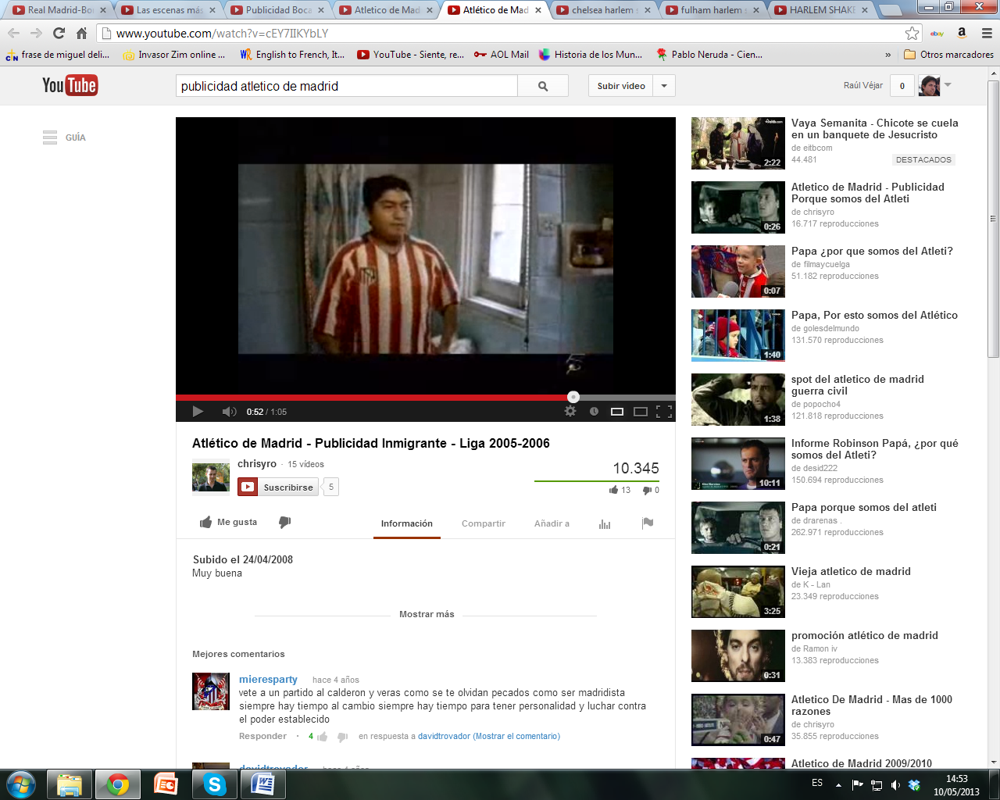 Real Madrid-Bo
Las escenas más
Publicidad Boca
Atletico de Mad
Atlético de Mad
chelsea harlem s
fulham harlem s
HARLEM SHAKE
www.youtube.com/watch?v=cEY7IIKYbLY
ebay
frase de miguel deli...
Invasor Zim online ...
English to French, It...
YouTube - Siente, re...
AOL Mail
Historia de los Mun...
Pablo Neruda - Cien...
»
Otros marcadores
YouTube
publicidad atletico de madrid
Subir vídeo
Raúl Véjar
0
GUÍA
0:52 / 1:05
Atlético de Madrid - Publicidad Inmigrante - Liga 2005-2006
chrisyro · 15 vídeos
Suscribirse
5
10.345
13
0
Me gusta
Información
Compartir
Añadir a
Subido el 24/04/2008
Muy buena
Mostrar más
Mejores comentarios
mieresparty hace 4 años
vete a un partido al calderon y veras como se te olvidan pecados como ser madridista
siempre hay tiempo al cambio siempre hay tiempo para tener personalidad y luchar contra
el poder establecido
Responder · 4 en respuesta a davidtrovador (Mostrar el comentario)
davidtrovador hace 4 años
2:22
Vaya Semanita - Chicote se cuela
en un banquete de Jesucristo
de eitbcom
44.481
DESTACADOS
0:26
Atletico de Madrid - Publicidad
Porque somos del Atleti
de chrisyro
16.717 reproducciones
0:07
Papa ¿por que somos del Atleti?
de filmaycuelga
51.182 reproducciones
1:40
Papa, Por esto somos del Atlético
de golesdelmundo
131.570 reproducciones
1:38
spot del atletico de madrid
guerra civil
de popocho4
121.818 reproducciones
10:11
Informe Robinson Papá, ¿por qué
somos del Atleti?
de desid222
150.694 reproducciones
0:21
Papa porque somos del atleti
de drarenas .
262.971 reproducciones
3:25
Vieja atletico de madrid
de K - Lan
23.349 reproducciones
0:31
promoción atlético de madrid
de Ramon iv
13.383 reproducciones
0:47
Atletico De Madrid - Mas de 1000
razones
de chrisyro
35.855 reproducciones
Atletico de Madrid 2009/2010
ES
14:53
10/05/2013